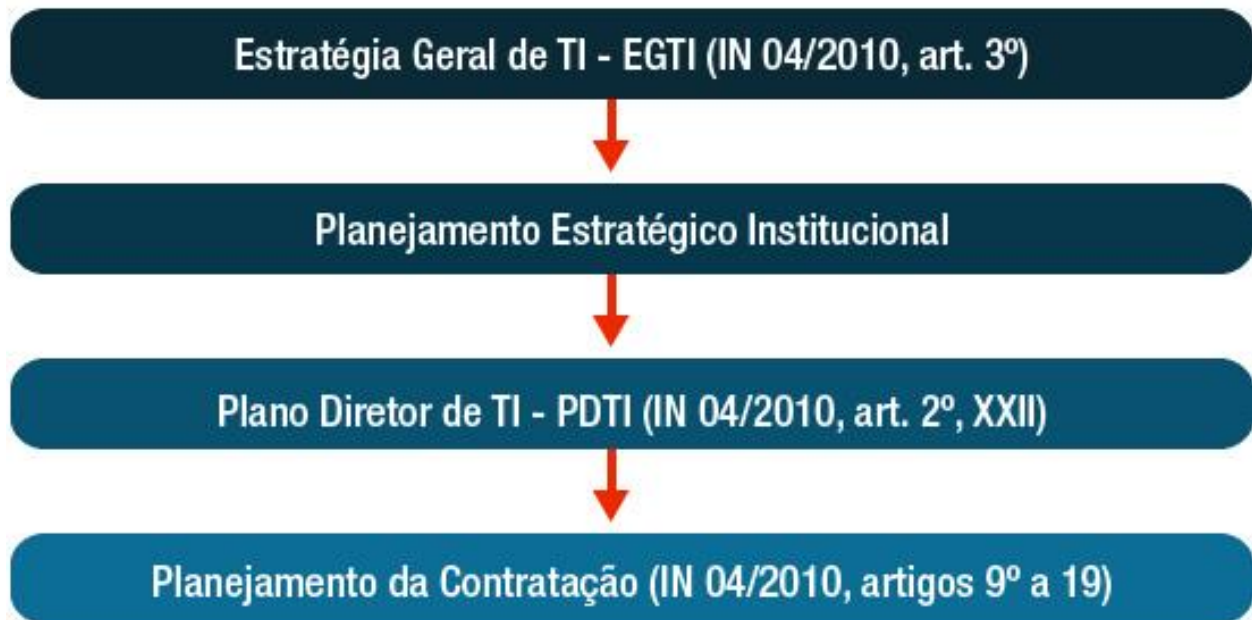 Estratégia Geral de TI - EGTI (IN 04/2010, art. 3º)
Planejamento Estratégico Institucional
Plano Diretor de TI - PDTI (IN 04/2010, art. 2º, XXII)
Planejamento da Contratação (IN 04/2010, artigos 9º a 19)